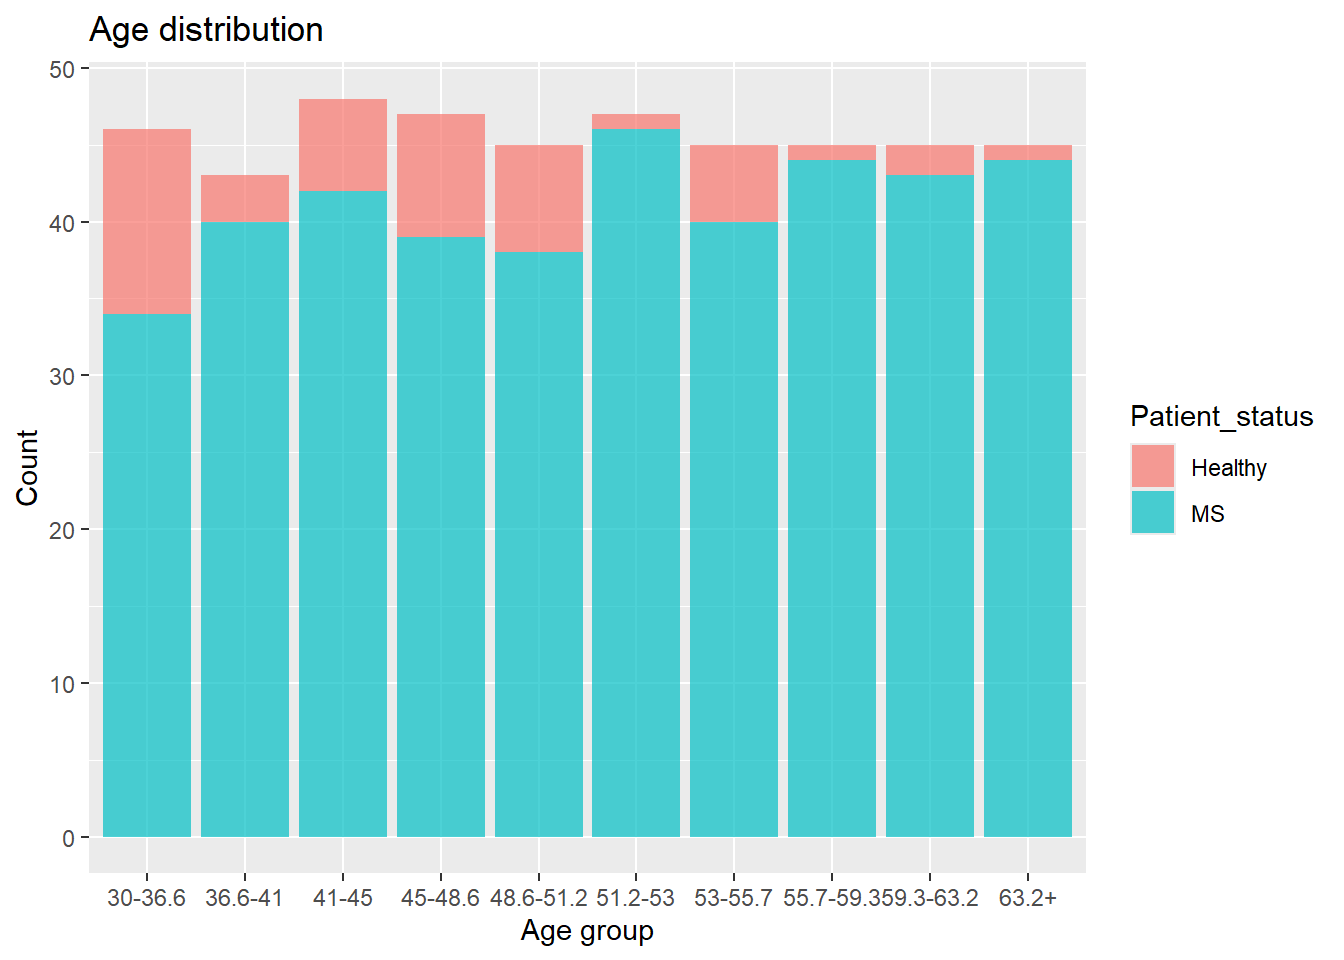 Age distribution
50
40
30
20
10
0
Count
30-36.6
36.6-41
41-45
45-48.6
48.6-51.2
51.2-53
53-55.7
55.7-59.3
59.3-63.2
63.2+
Age group
Patient_status
Healthy
MS